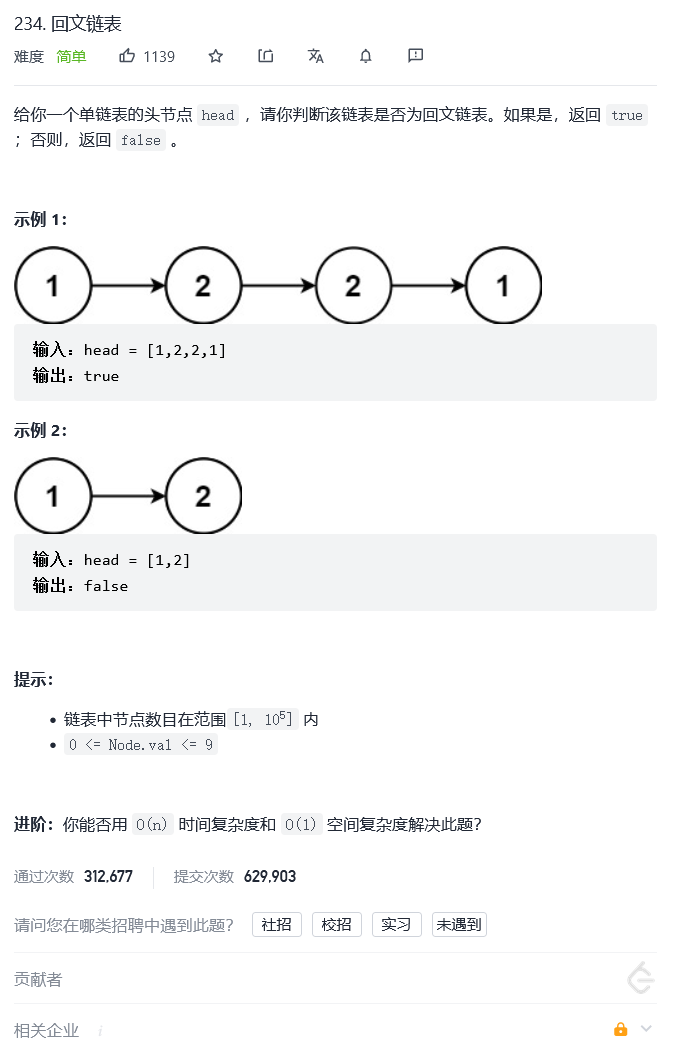 234. 回文链表
难度 简单 1139
给你一个单链表的头节点 head ，请你判断该链表是否为回文链表。如果是，返回 true
；否则，返回 false 。
示例 1：
1 2 2 1
输入：head = [1,2,2,1]
输出：true
示例 2：
1 2
输入：head = [1,2]
输出：false
提示：
• 链表中节点数目在范围[1, 10⁵] 内
• 0 <= Node.val <= 9
进阶：你能否用 O(n) 时间复杂度和 O(1) 空间复杂度解决此题？
通过次数 312,677 提交次数 629,903
请问您在哪类招聘中遇到此题？ 社招 校招 实习 未遇到
贡献者
相关企业 i